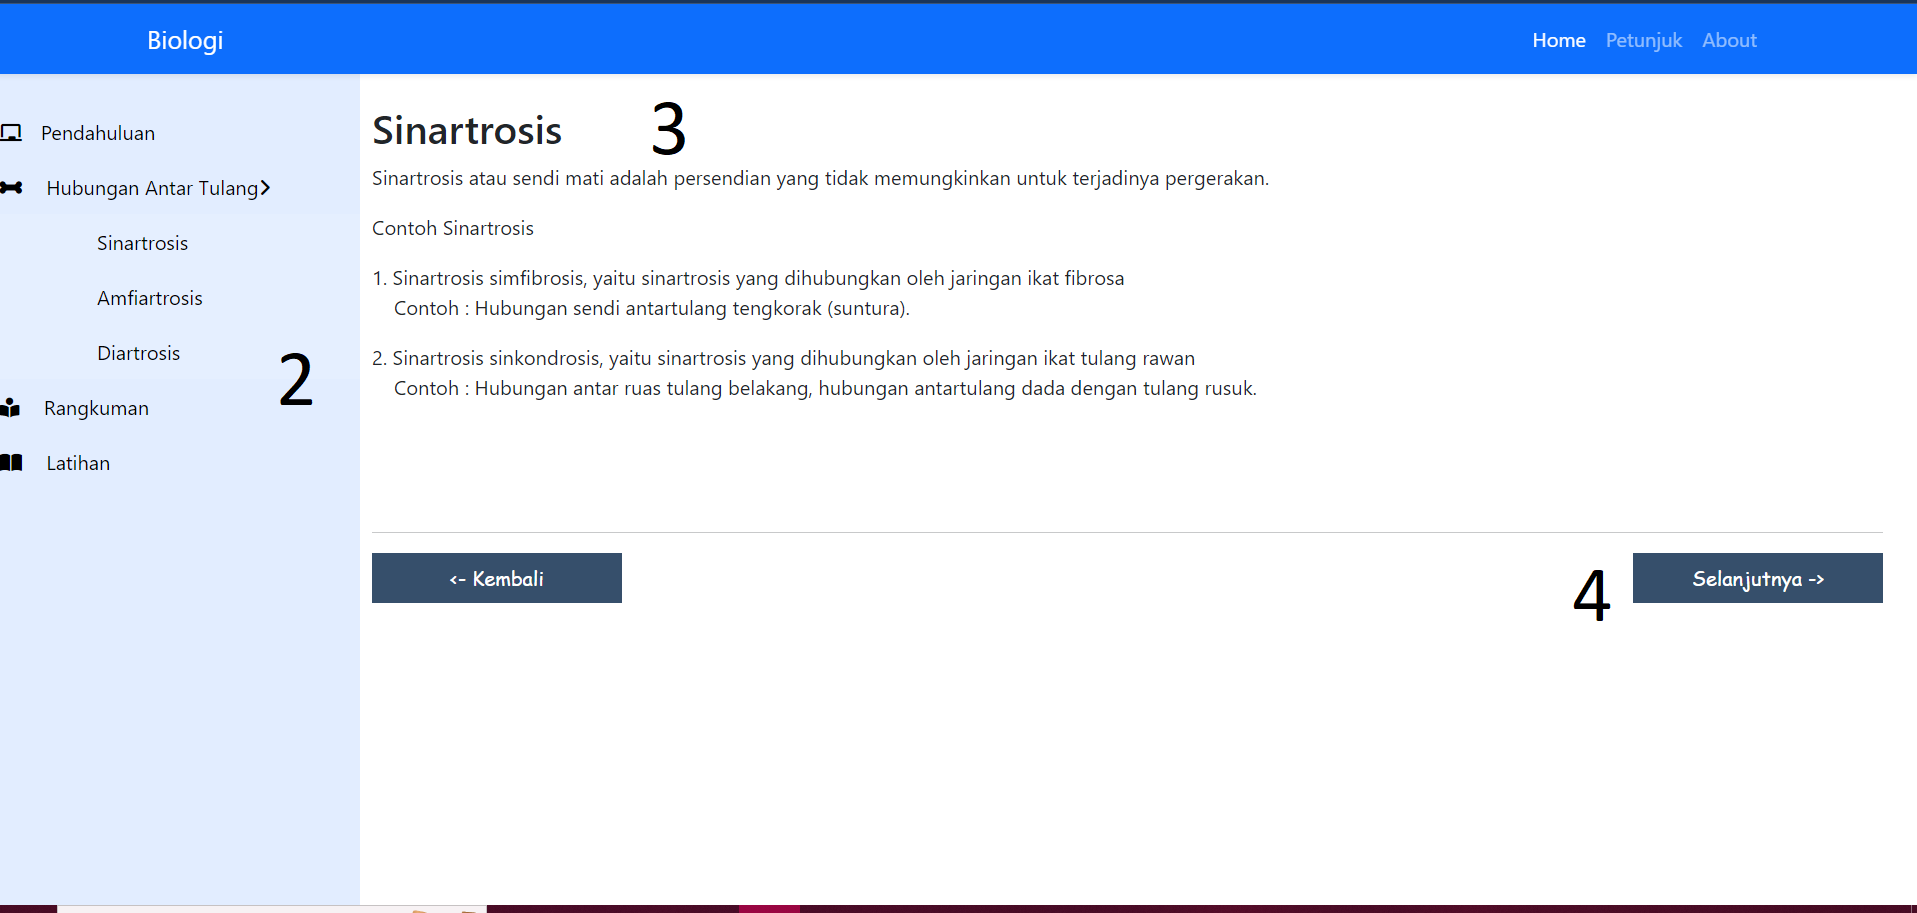 Biologi
Home Petunjuk About
Pendahuluan
Hubungan Antar Tulang
Sinartrosis
Amfiartrosis
Diartrosis
2
Rangkuman
Latihan
Sinartrosis 3
Sinartrosis atau sendi mati adalah persendian yang tidak memungkinkan untuk terjadinya pergerakan.
Contoh Sinartrosis
1. Sinartrosis simfibrosis, yaitu sinartrosis yang dihubungkan oleh jaringan ikat fibrosa
Contoh : Hubungan sendi antartulang tengkorak (suntura).
2. Sinartrosis sinkondrosis, yaitu sinartrosis yang dihubungkan oleh jaringan ikat tulang rawan
Contoh : Hubungan antar ruas tulang belakang, hubungan antartulang dada dengan tulang rusuk.
<- Kembali
4 Selanjutnya ->